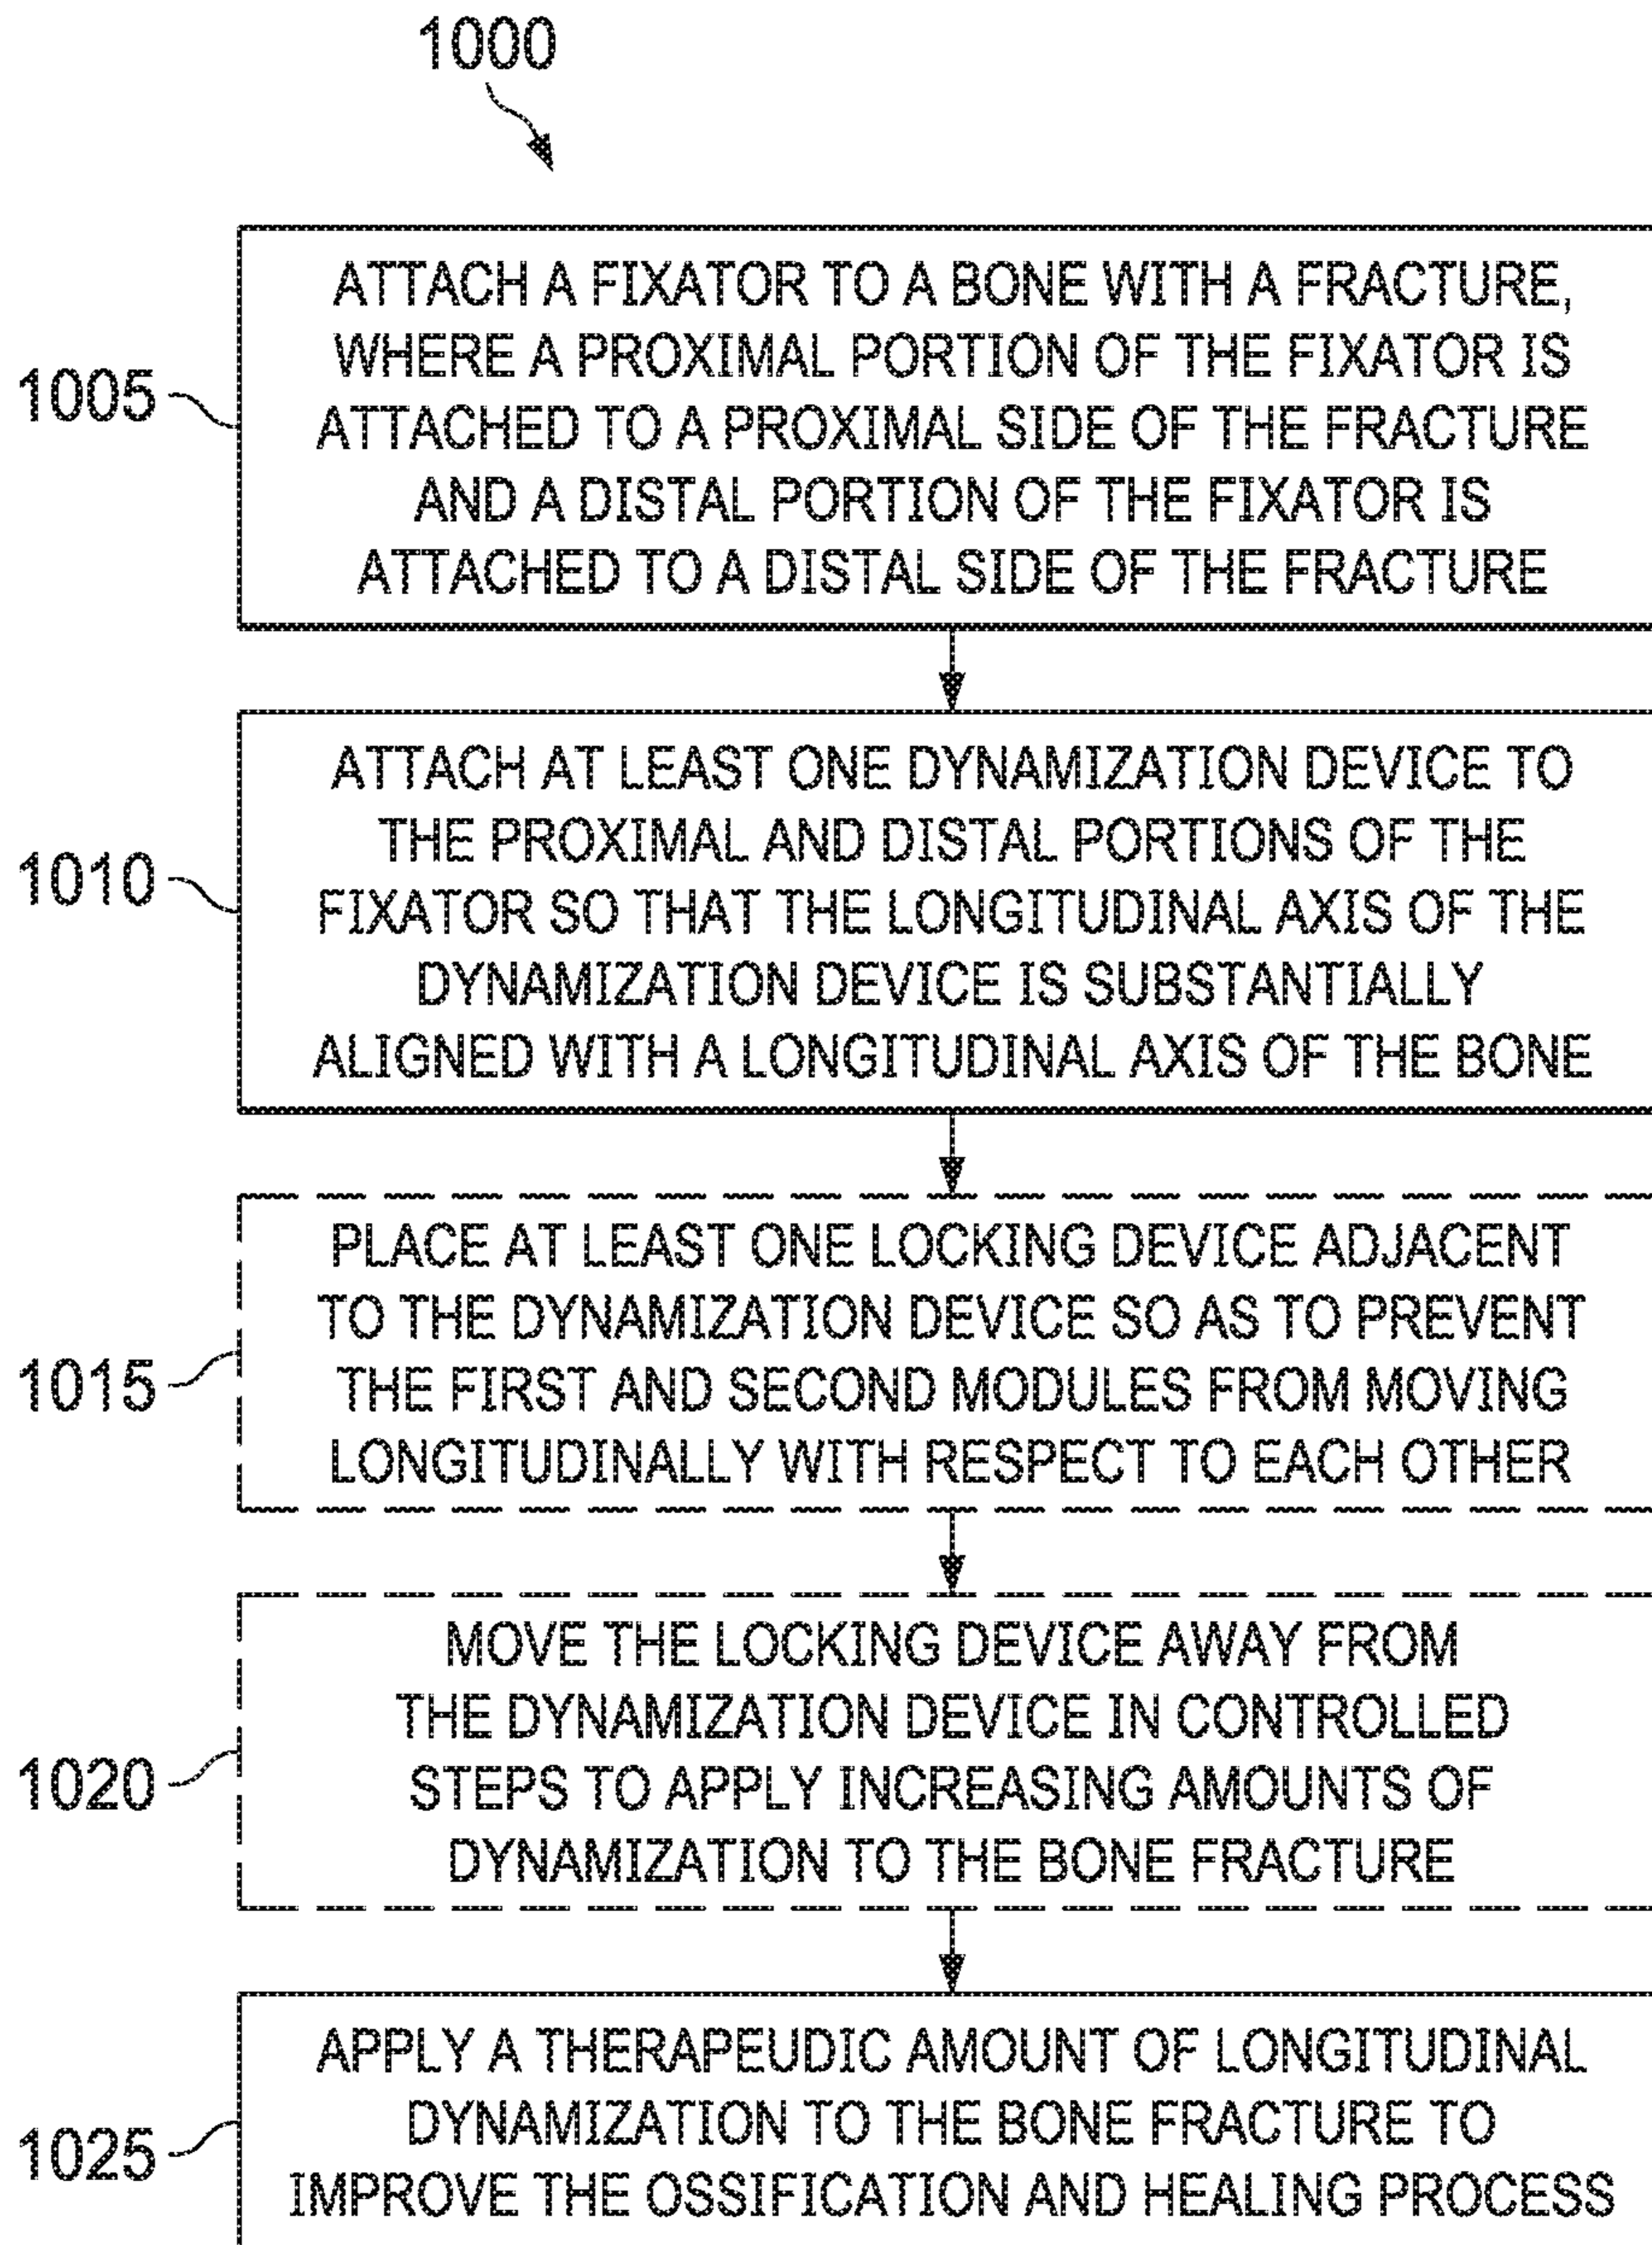 1000
1005
ATTACH A FIXATOR TO A BONE WITH A FRACTURE,
WHERE A PROXIMAL PORTION OF THE FIXATOR IS
ATTACHED TO A PROXIMAL SIDE OF THE FRACTURE
AND A DISTAL PORTION OF THE FIXATOR IS
ATTACHED TO A DISTAL SIDE OF THE FRACTURE
1010
ATTACH AT LEAST ONE DYNAMIZATION DEVICE TO
THE PROXIMAL AND DISTAL PORTIONS OF THE
FIXATOR SO THAT THE LONGITUDINAL AXIS OF THE
DYNAMIZATION DEVICE IS SUBSTANTIALLY
ALIGNED WITH A LONGITUDINAL AXIS OF THE BONE
1015
PLACE AT LEAST ONE LOCKING DEVICE ADJACENT
TO THE DYNAMIZATION DEVICE SO AS TO PREVENT
THE FIRST AND SECOND MODULES FROM MOVING
LONGITUDINALLY WITH RESPECT TO EACH OTHER
1020
MOVE THE LOCKING DEVICE AWAY FROM
THE DYNAMIZATION DEVICE IN CONTROLLED
STEPS TO APPLY INCREASING AMOUNTS OF
DYNAMIZATION TO THE BONE FRACTURE
1025
APPLY A THERAPEUDIC AMOUNT OF LONGITUDINAL
DYNAMIZATION TO THE BONE FRACTURE TO
IMPROVE THE OSSIFICATION AND HEALING PROCESS